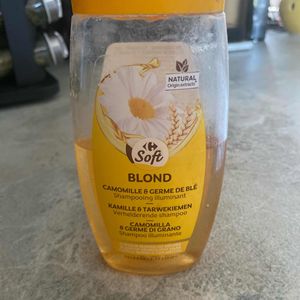 NATURAL
Origin extracts
Soft
BLOND
CAMOMILLE & GERME DE BLÉ
Shampooing illuminant
KAMILLE & TARWEKIEMEN
Verhelderende shampoo
CAMOMILLA
& GERME DI GRANO
Shampoo illuminante